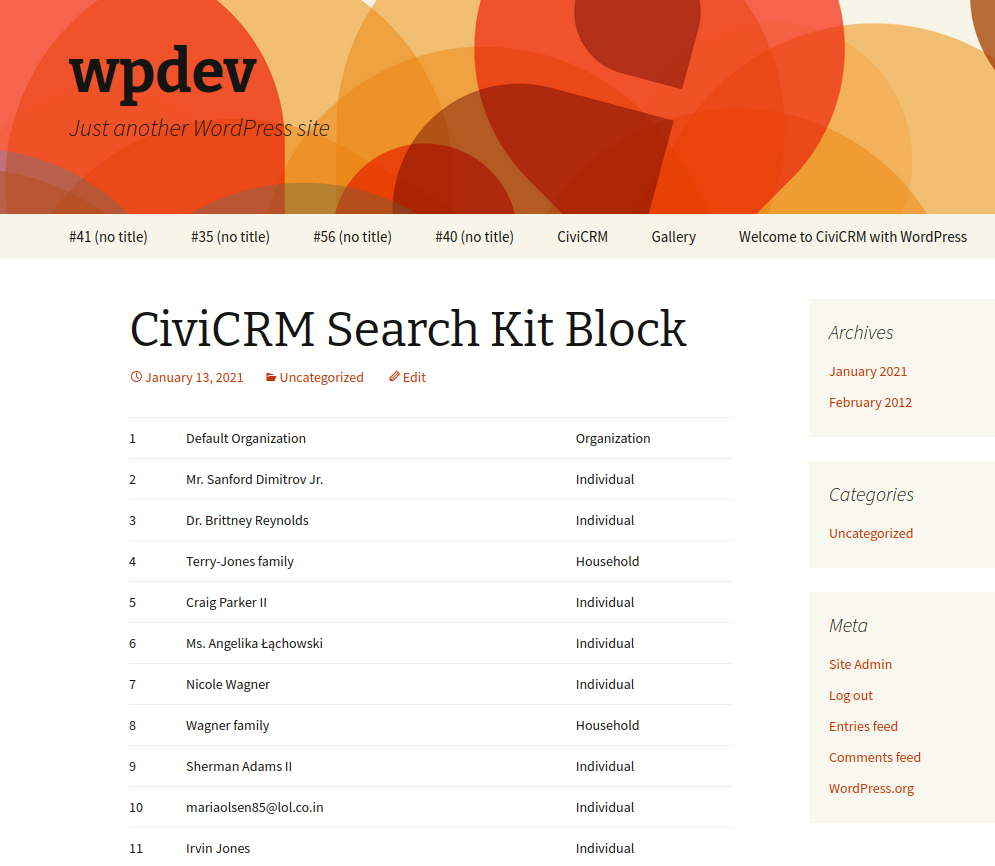 wpdev
Just another WordPress site
#41 (no title) #35 (no title) #56 (no title) #40 (no title) CiviCRM Gallery Welcome to CiviCRM with WordPress
CiviCRM Search Kit Block
January 13, 2021 Uncategorized Edit
1 Default Organization Organization
2 Mr. Sanford Dimitrov Jr. Individual
3 Dr. Brittney Reynolds Individual
4 Terry-Jones family Household
5 Craig Parker II Individual
6 Ms. Angelika Łąchowski Individual
7 Nicole Wagner Individual
8 Wagner family Household
9 Sherman Adams II Individual
10 mariaolsen85@lol.co.in Individual
11 Irvin Jones Individual
Archives
January 2021
February 2012
Categories
Uncategorized
Meta
Site Admin
Log out
Entries feed
Comments feed
WordPress.org